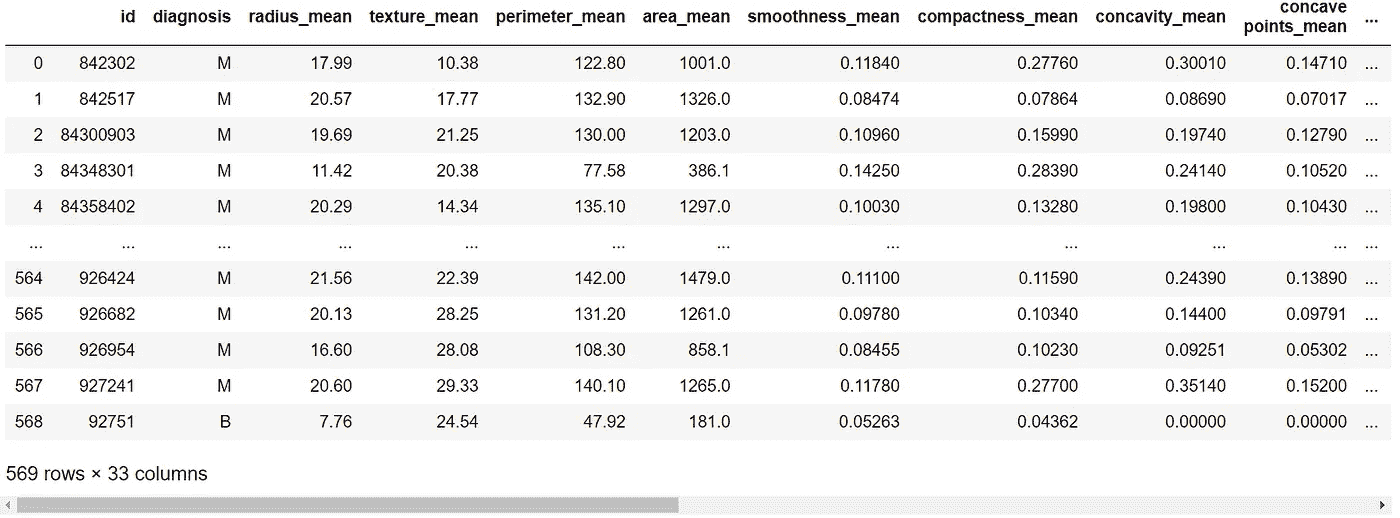 id diagnosis radius_mean texture_mean perimeter_mean area_mean smoothness_mean compactness_mean concavity_mean concave points_mean ...
0 842302 M 17.99 10.38 122.80 1001.0 0.11840 0.27760 0.30010 0.14710 ...
1 842517 M 20.57 17.77 132.90 1326.0 0.08474 0.07864 0.08690 0.07017 ...
2 84300903 M 19.69 21.25 130.00 1203.0 0.10960 0.15990 0.19740 0.12790 ...
3 84348301 M 11.42 20.38 77.58 386.1 0.14250 0.28390 0.24140 0.10520 ...
4 84358402 M 20.29 14.34 135.10 1297.0 0.10030 0.13280 0.19800 0.10430 ...
... ... ... ... ... ... ... ... ... ... ... ...
564 926424 M 21.56 22.39 142.00 1479.0 0.11100 0.11590 0.24390 0.13890 ...
565 926682 M 20.13 28.25 131.20 1261.0 0.09780 0.10340 0.14400 0.09791 ...
566 926954 M 16.60 28.08 108.30 858.1 0.08455 0.10230 0.09251 0.05302 ...
567 927241 M 20.60 29.33 140.10 1265.0 0.11780 0.27700 0.35140 0.15200 ...
568 92751 B 7.76 24.54 47.92 181.0 0.05263 0.04362 0.00000 0.00000 ...
569 rows × 33 columns